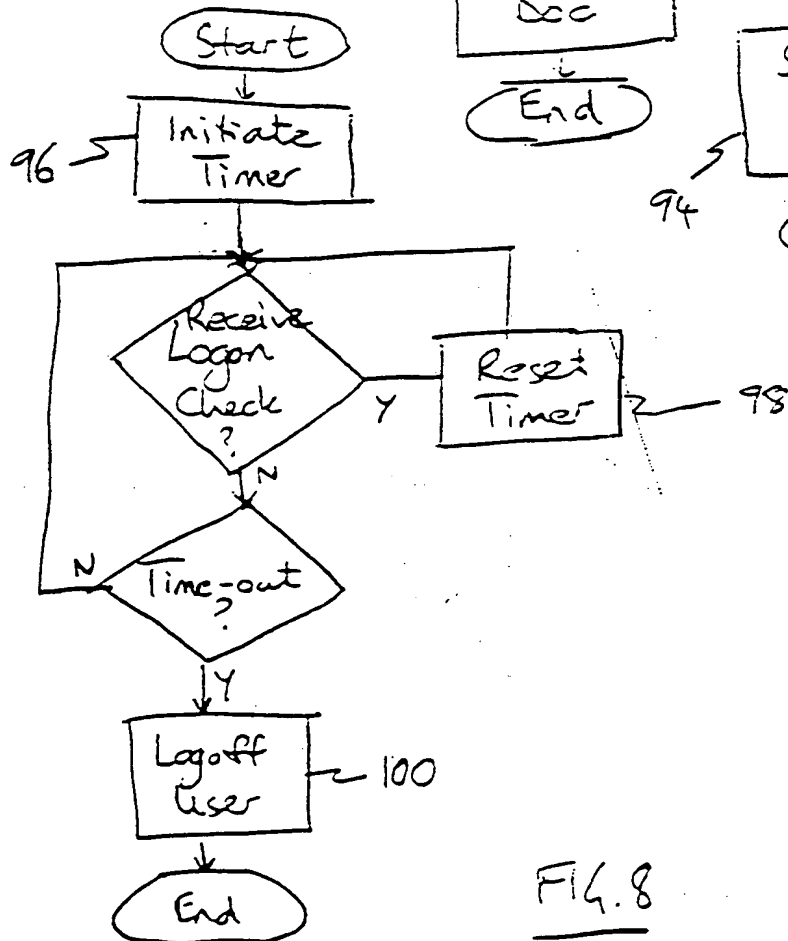 Start
Doc
End
S
94
96
Initiate
Timer
Receive
Logon
Check
?
Y
Reset
Timer
98
N
Time-out
?
N
Y
Logoff
User
100
End
FIG. 8